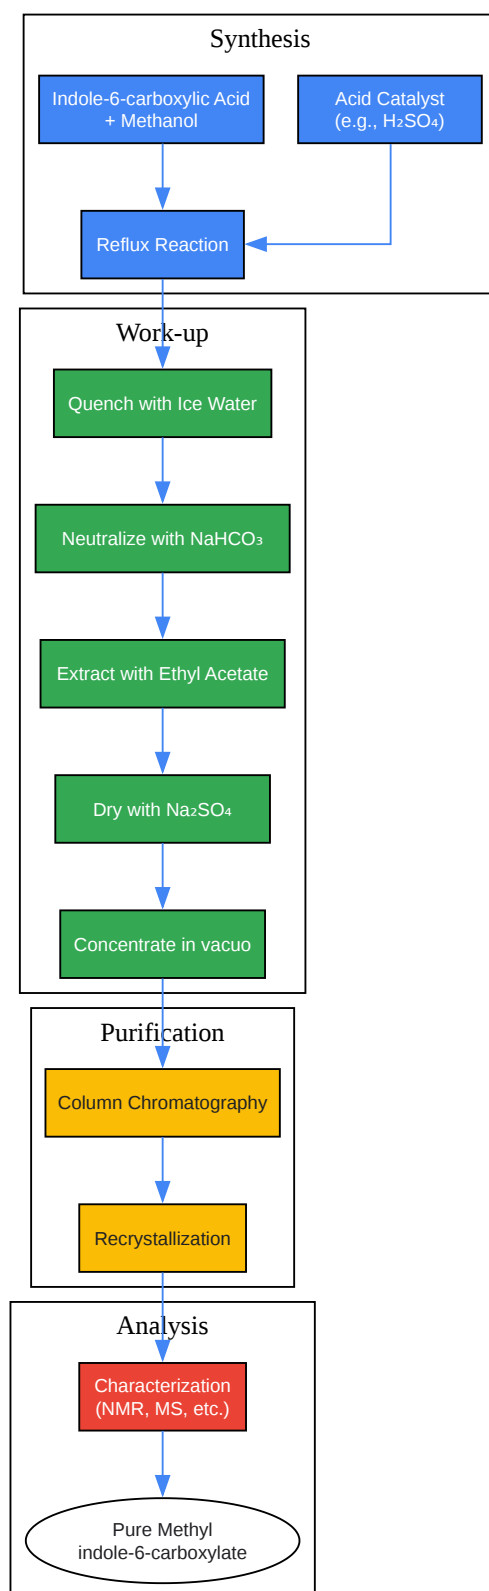 Synthesis
Indole-6-carboxylic Acid
+ Methanol
Acid Catalyst
(e.g., H₂SO₄)
Reflux Reaction
Work-up
Quench with Ice Water
Neutralize with NaHCO₃
Extract with Ethyl Acetate
Dry with Na₂SO₄
Concentrate in vacuo
Purification
Column Chromatography
Recrystallization
Analysis
Characterization
(NMR, MS, etc.)
Pure Methyl
indole-6-carboxylate